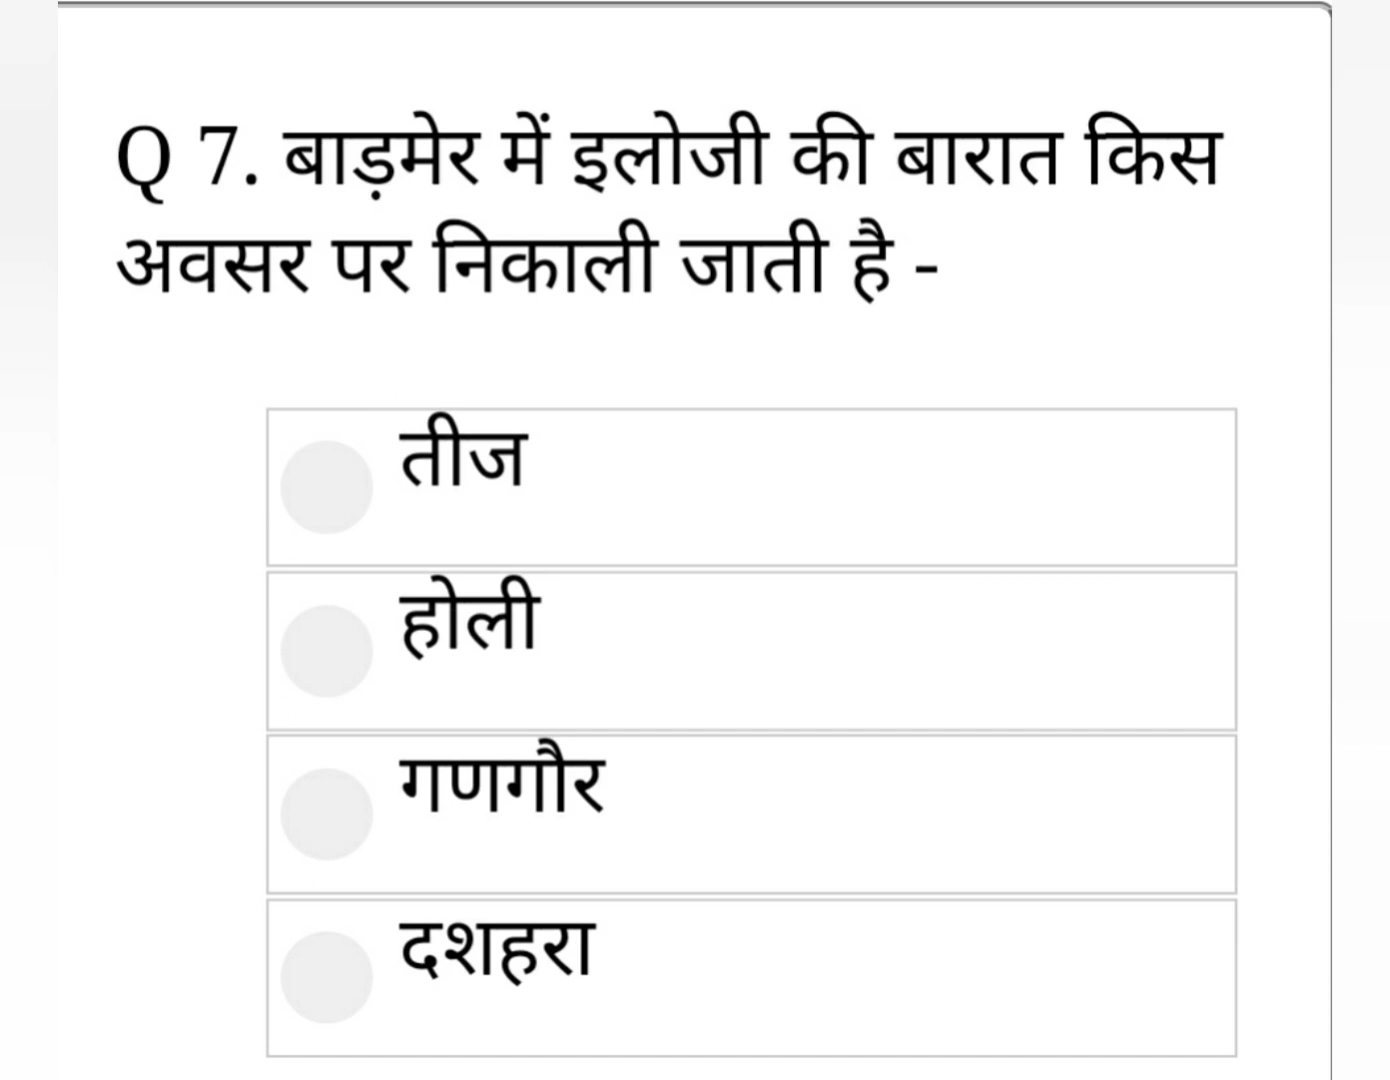 Q 7. बाड़मेर में इलोजी की बारात किस
अवसर पर निकाली जाती है -
तीज
होली
गणगौर
दशहरा